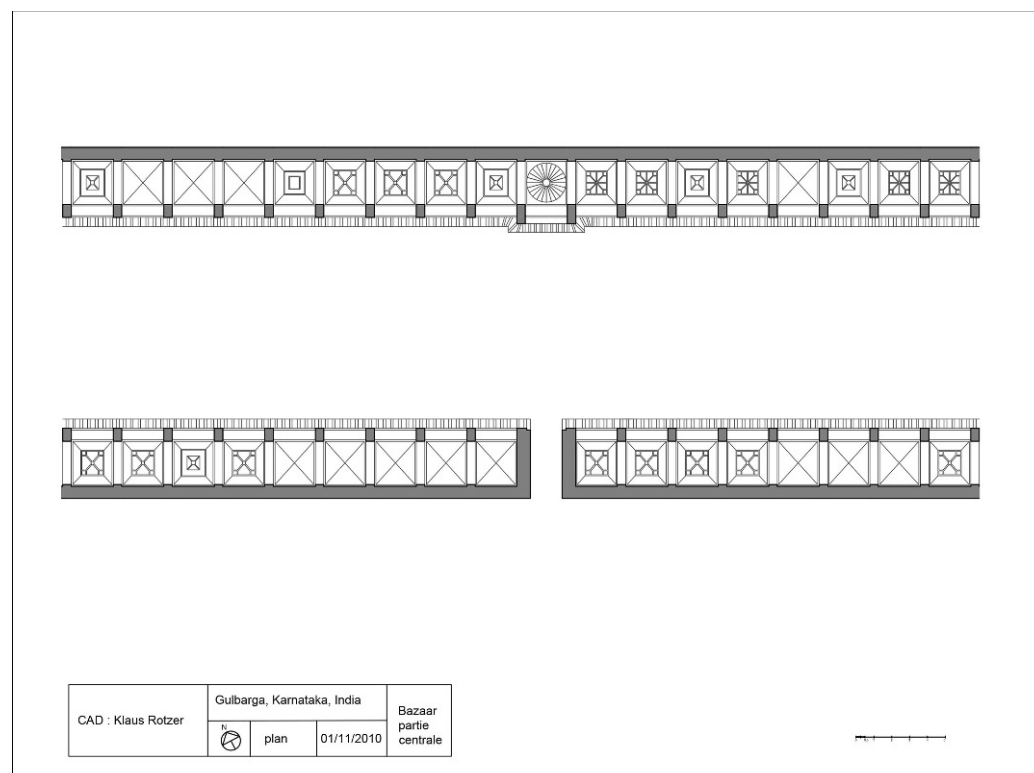 CAD : Klaus Rotzer
Gulbarga, Karnataka, India
N
plan
01/11/2010
Bazaar
partie
centrale